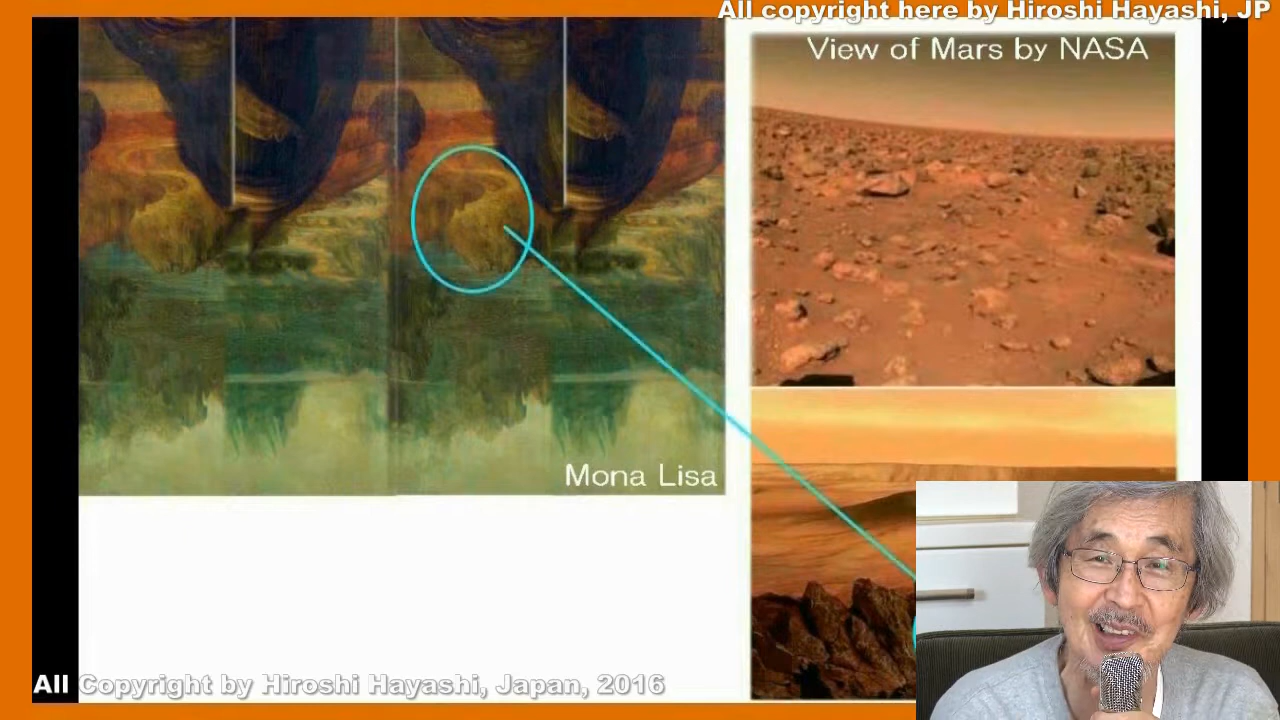 All copyright here by Hiroshi Hayashi, JP
View of Mars by NASA
Mona Lisa
All Copyright by Hiroshi Hayashi, Japan, 2016